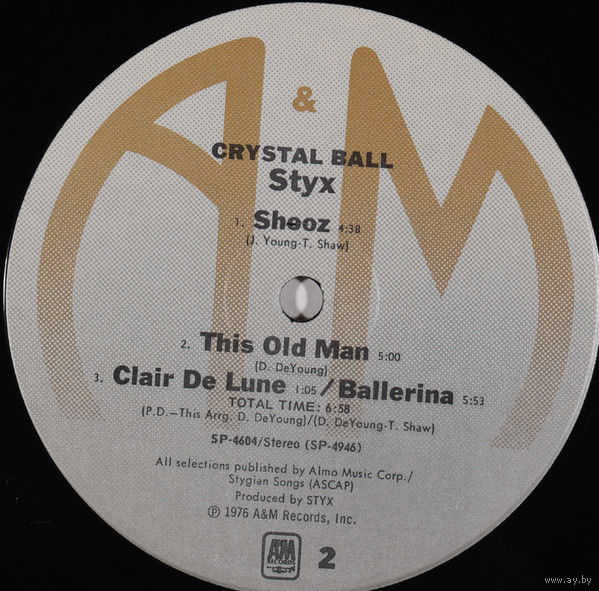 A & M
CRYSTAL BALL
Styx
1. Sheoz 4:38
(J. Young-T. Shaw)
2. This Old Man 5:00
(D. DeYoung)
3. Clair De Lune 1:05 / Ballerina 5:53
TOTAL TIME: 6:58
(P.D.—This Arrg. D. DeYoung)/(D. DeYoung-T. Shaw)
SP-4604/Stereo (SP-4946)
All selections published by Almo Music Corp./
Stygian Songs (ASCAP)
Produced by STYX
℗ 1976 A&M Records, Inc.
A&M
RECORDS
2
www.ay.by